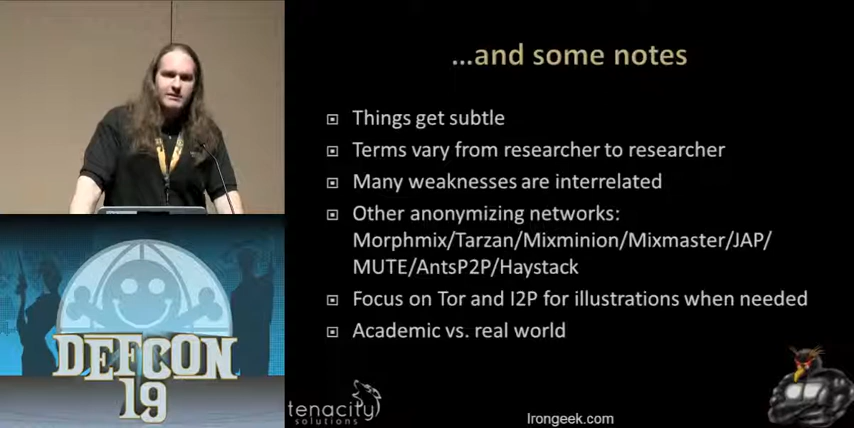 ...and some notes
Things get subtle
Terms vary from researcher to researcher
Many weaknesses are interrelated
Other anonymizing networks:
Morphmix/Tarzan/Mixminion/Mixmaster/JAP/
MUTE/AntsP2P/Haystack
Focus on Tor and I2P for illustrations when needed
Academic vs. real world
DEFCON
19
tenacity
solutions
Irongeek.com